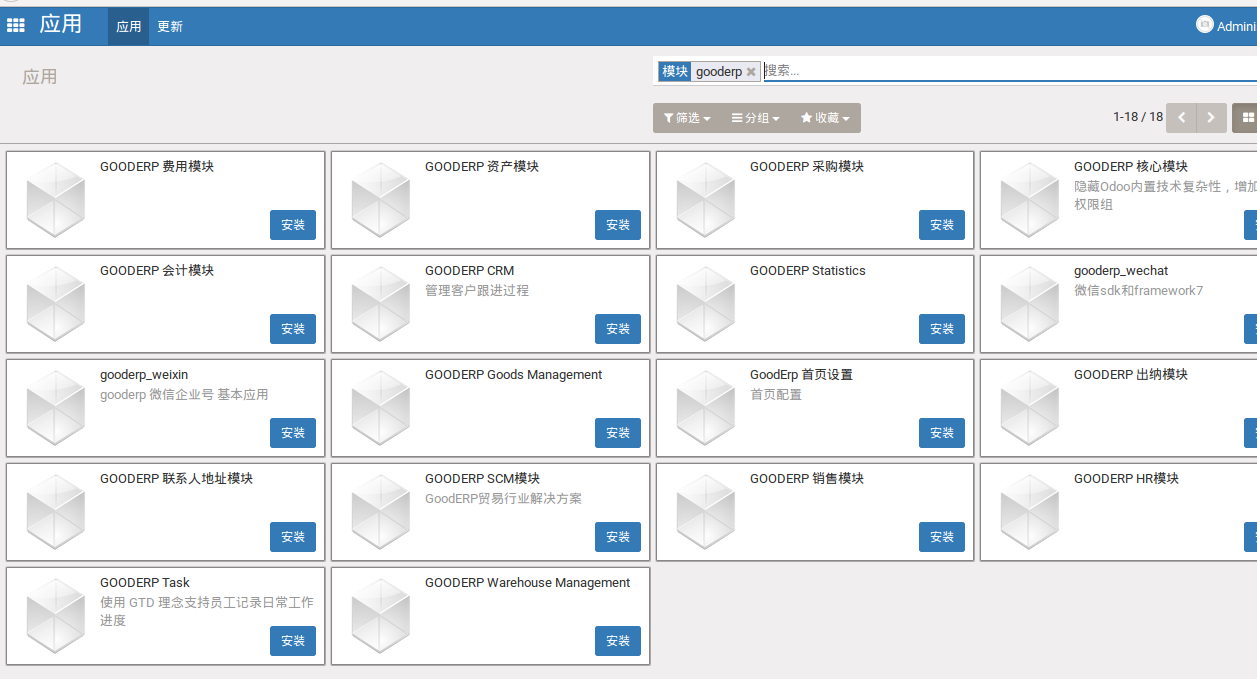 应用
应用 更新
Admini
应用
模块 gooderp 搜索...
筛选 分组 收藏
1-18 / 18
GOODERP 费用模块
安装
GOODERP 资产模块
安装
GOODERP 采购模块
安装
GOODERP 核心模块
隐藏Odoo内置技术复杂性，增加
权限组
GOODERP 会计模块
安装
GOODERP CRM
管理客户跟进过程
安装
GOODERP Statistics
安装
gooderp_wechat
微信sdk和framework7
gooderp_weixin
gooderp 微信企业号 基本应用
安装
GOODERP Goods Management
安装
GoodErp 首页设置
首页配置
安装
GOODERP 出纳模块
GOODERP 联系人地址模块
安装
GOODERP SCM模块
GoodERP贸易行业解决方案
安装
GOODERP 销售模块
安装
GOODERP HR模块
GOODERP Task
使用 GTD 理念支持员工记录日常工作
进度
安装
GOODERP Warehouse Management
安装